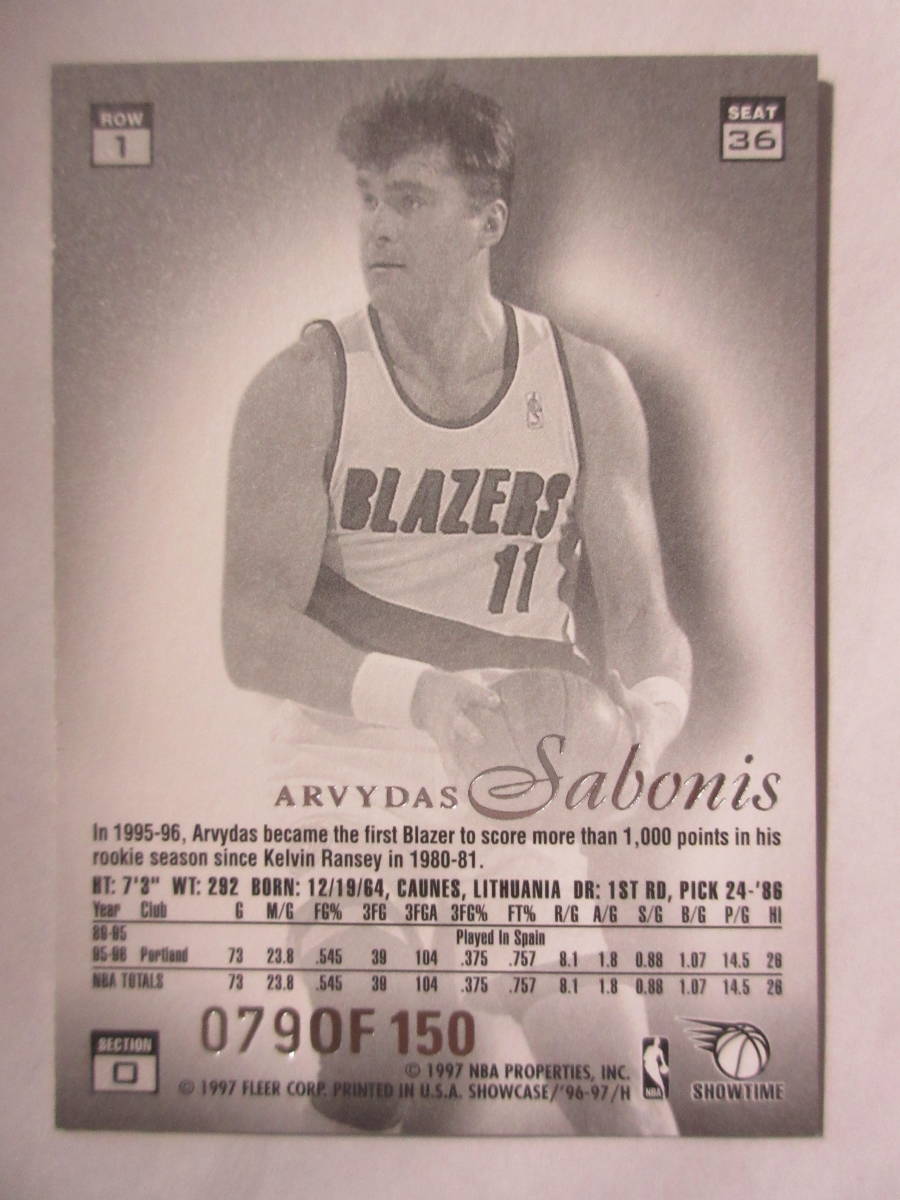 ROW
1
SEAT
36
BLAZERS
11
ARVYDAS Sabonis
In 1995-96, Arvydas became the first Blazer to score more than 1,000 points in his
rookie season since Kelvin Ransey in 1980-81.
HT: 7'3" WT: 292 BORN: 12/19/64, CAUNES, LITHUANIA DR: 1ST RD, PICK 24-'86
Year Club G M/G FG% 3FG 3FGA 3FG% FT% R/G A/G S/G B/G P/G HI
89-95 Played In Spain
95-96 Portland 73 23.8 .545 39 104 .375 .757 8.1 1.8 0.88 1.07 14.5 26
NBA TOTALS 73 23.8 .545 39 104 .375 .757 8.1 1.8 0.88 1.07 14.5 26
SECTION
0
079 OF 150
© 1997 NBA PROPERTIES, INC.
© 1997 FLEER CORP. PRINTED IN U.S.A. SHOWCASE/'96-97/H
NBA
SHOWTIME